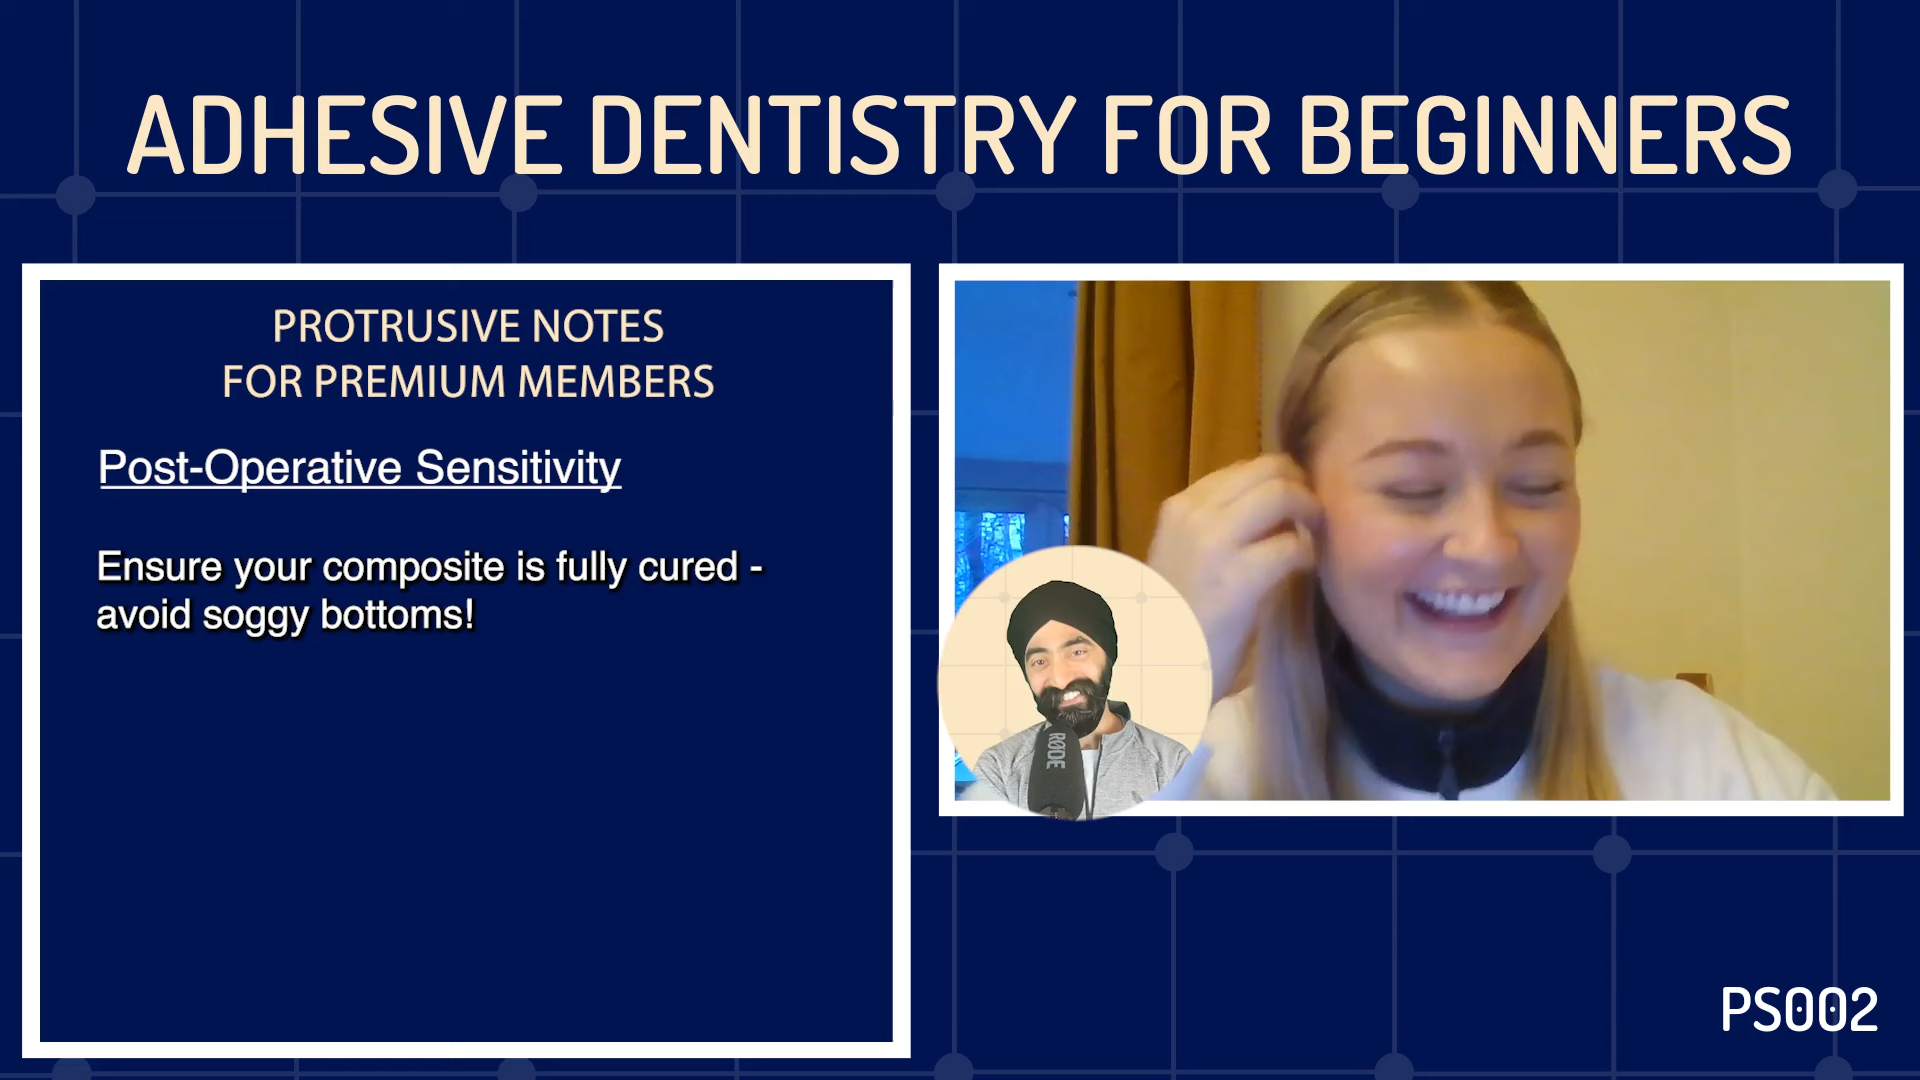 ADHESIVE DENTISTRY FOR BEGINNERS
PROTRUSIVE NOTES
FOR PREMIUM MEMBERS
Post-Operative Sensitivity
Ensure your composite is fully cured -
avoid soggy bottoms!
RØDE
PS002